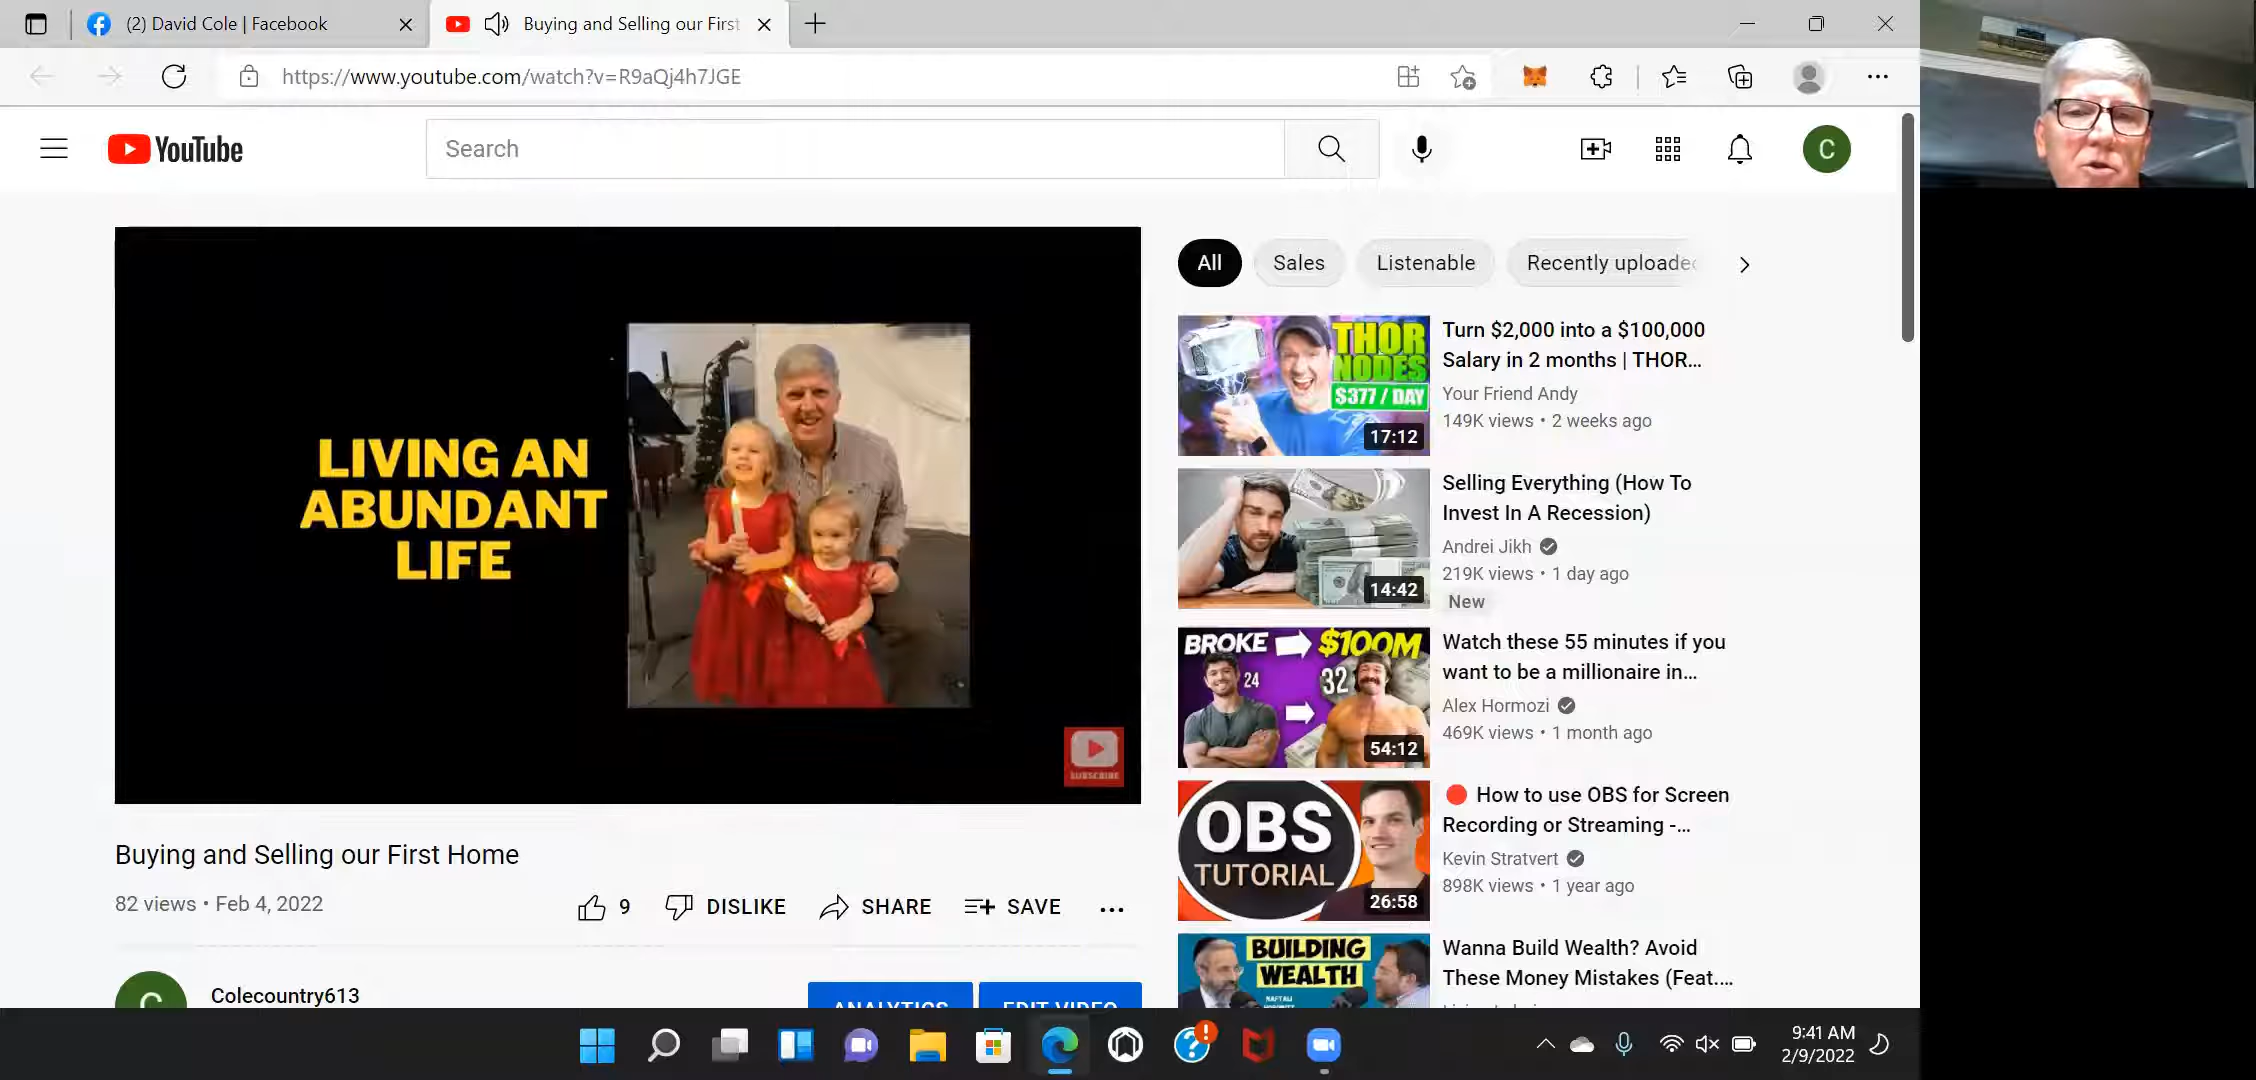 (2) David Cole | Facebook
Buying and Selling our First
https://www.youtube.com/watch?v=R9aQj4h7JGE
YouTube
Search
C
LIVING AN
ABUNDANT
LIFE
SUBSCRIBE
Buying and Selling our First Home
82 views • Feb 4, 2022
9
DISLIKE
SHARE
SAVE
C
Colecountry613
ANALYTICS
EDIT VIDEO
All
Sales
Listenable
Recently uploaded
THOR
NODES
$377 / DAY
17:12
Turn $2,000 into a $100,000
Salary in 2 months | THOR...
Your Friend Andy
149K views • 2 weeks ago
14:42
Selling Everything (How To
Invest In A Recession)
Andrei Jikh
219K views • 1 day ago
New
BROKE
$100M
24
32
54:12
Watch these 55 minutes if you
want to be a millionaire in...
Alex Hormozi
469K views • 1 month ago
OBS
TUTORIAL
26:58
How to use OBS for Screen
Recording or Streaming -...
Kevin Stratvert
898K views • 1 year ago
BUILDING
WEALTH
NAFTALI
Wanna Build Wealth? Avoid
These Money Mistakes (Feat....
9:41 AM
2/9/2022